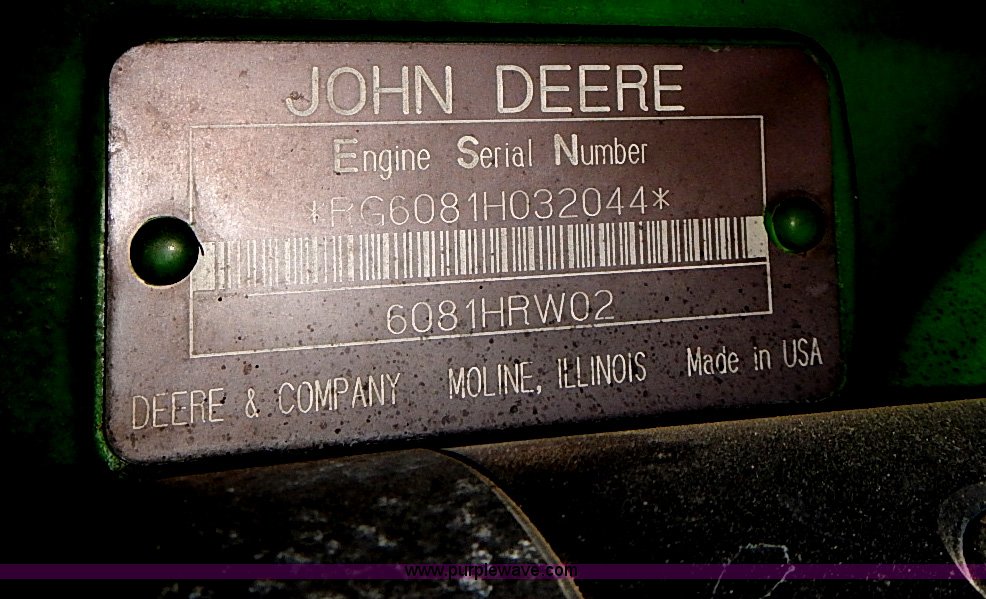 JOHN DEERE
Engine Serial Number
*RG6081H032044*
6081HRW02
DEERE & COMPANY MOLINE, ILLINOIS Made in USA
www.purplewave.com